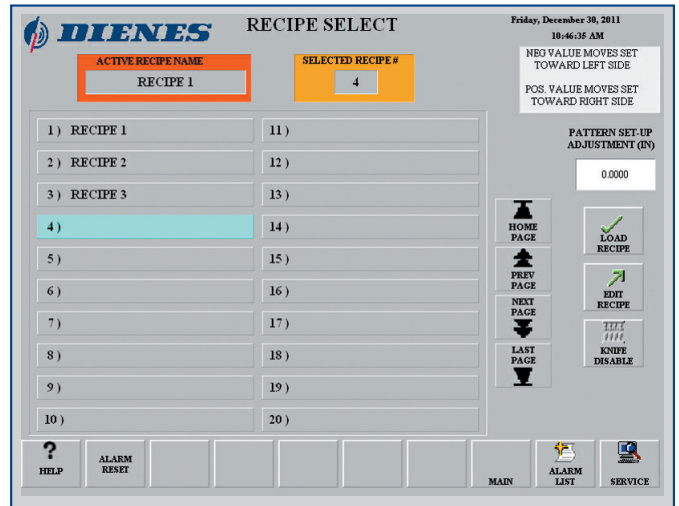 DIENES
RECIPE SELECT
Friday, December 30, 2011
10:46:35 AM
ACTIVE RECIPE NAME
RECIPE 1
SELECTED RECIPE #
4
NEG VALUE MOVES SET
TOWARD LEFT SIDE
POS. VALUE MOVES SET
TOWARD RIGHT SIDE
PATTERN SET-UP
ADJUSTMENT (IN)
0.0000
1 ) RECIPE 1
2 ) RECIPE 2
3 ) RECIPE 3
4 )
5 )
6 )
7 )
8 )
9 )
10 )
11 )
12 )
13 )
14 )
15 )
16 )
17 )
18 )
19 )
20 )
HOME
PAGE
PREV
PAGE
NEXT
PAGE
LAST
PAGE
LOAD
RECIPE
EDIT
RECIPE
KNIFE
DISABLE
?
HELP
ALARM
RESET
MAIN
ALARM
LIST
SERVICE